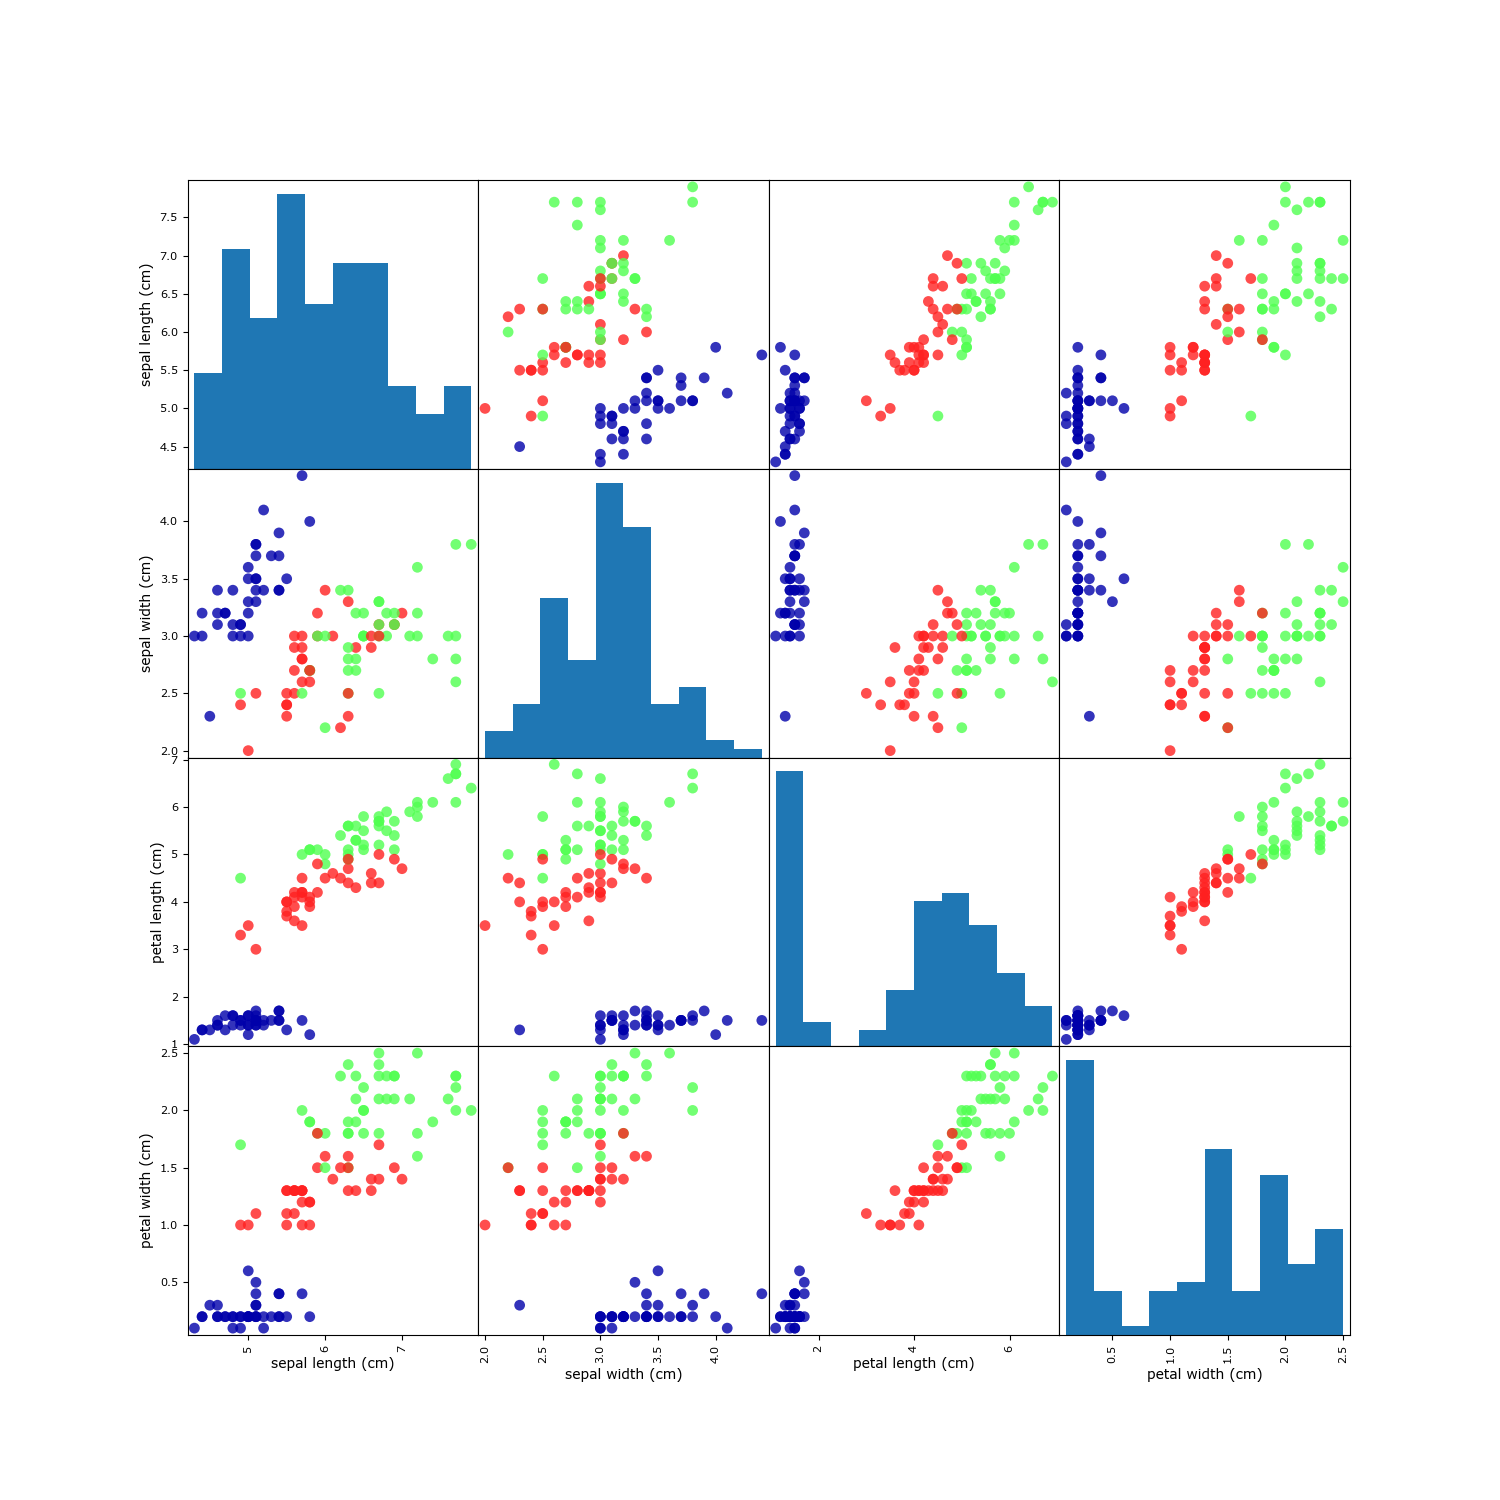 7.5
7.0
6.5
6.0
5.5
5.0
4.5
sepal length (cm)
4.0
3.5
3.0
2.5
2.0
sepal width (cm)
7
6
5
4
3
2
1
petal length (cm)
2.5
2.0
1.5
1.0
0.5
petal width (cm)
5 6 7
sepal length (cm)
2.0 2.5 3.0 3.5 4.0
sepal width (cm)
2 4 6
petal length (cm)
0.5 1.0 1.5 2.0 2.5
petal width (cm)